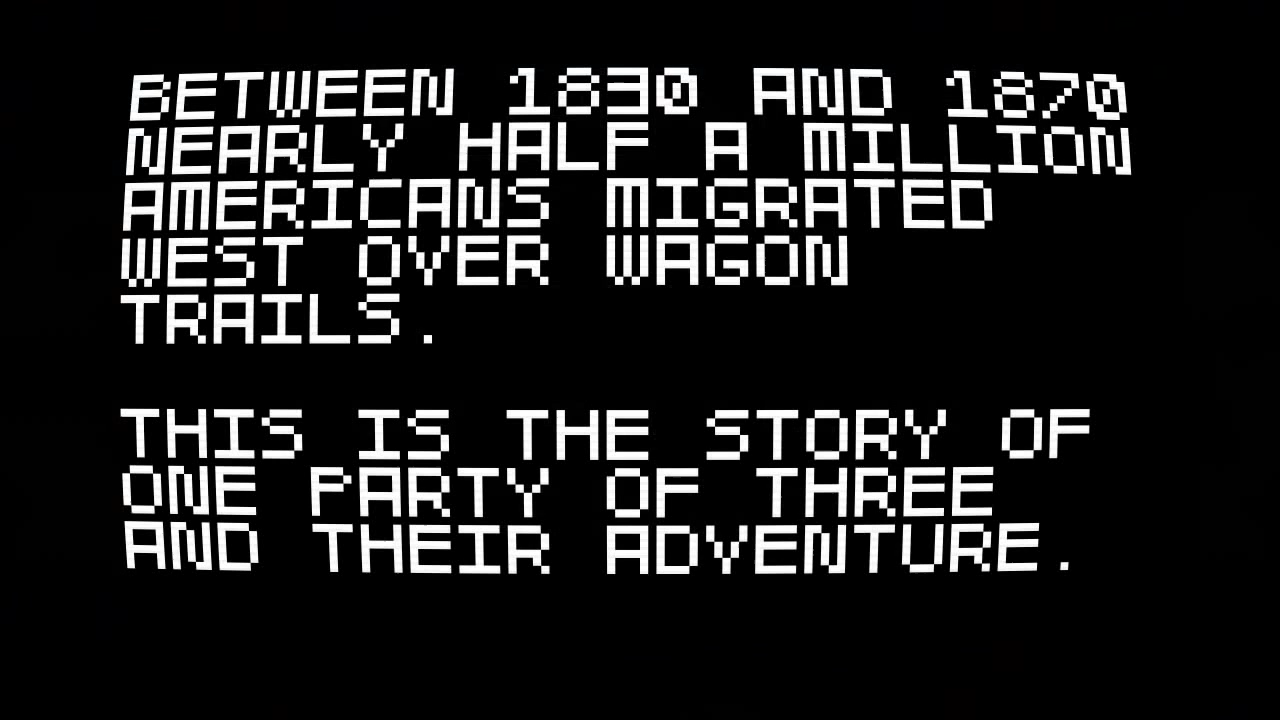 BETWEEN 1830 AND 1870
NEARLY HALF A MILLION
AMERICANS MIGRATED
WEST OVER WAGON
TRAILS.
THIS IS THE STORY OF
ONE PARTY OF THREE
AND THEIR ADVENTURE.